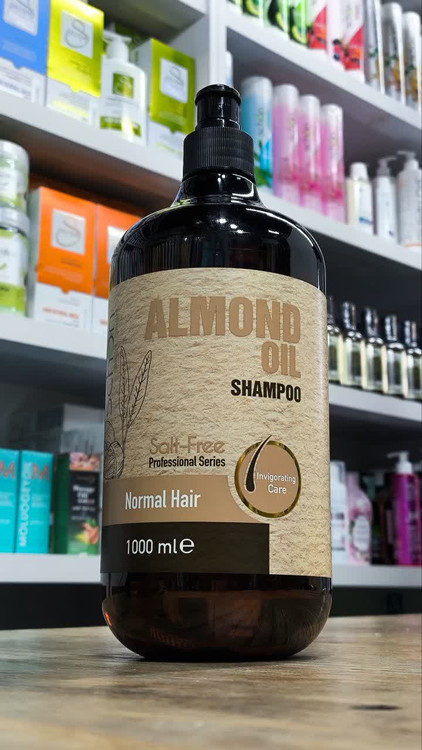 ALMOND
OIL
SHAMPOO
Salt-Free
Professional Series
Invigorating
Care
Normal Hair
1000 ml℮